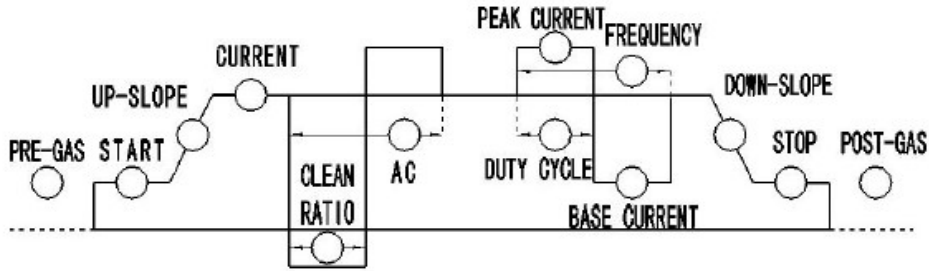 PEAK CURRENT
FREQUENCY
CURRENT
UP-SLOPE
DOWN-SLOPE
PRE-GAS
START
CLEAN
RATIO
AC
DUTY CYCLE
BASE CURRENT
STOP
POST-GAS